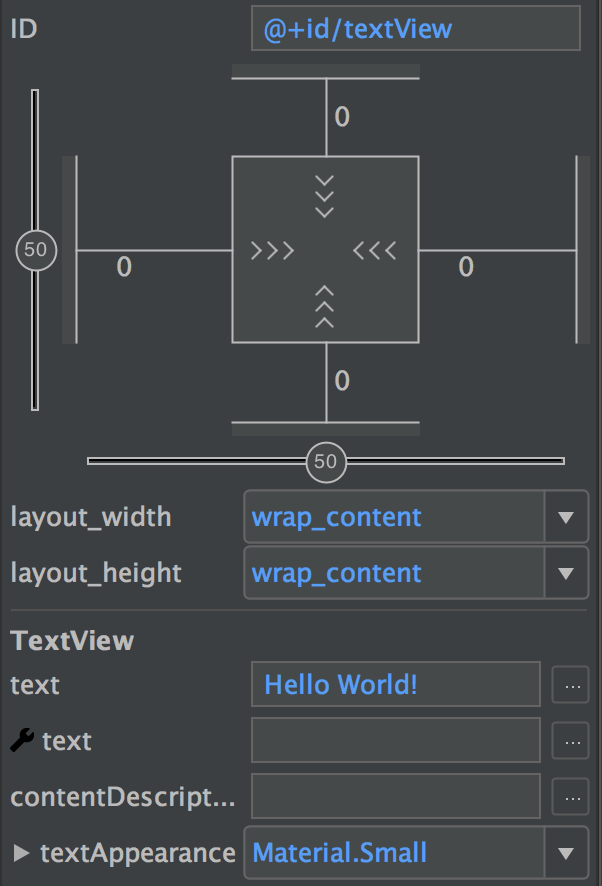 ID @+id/textView
0
50
0 0
0
50
layout_width wrap_content
layout_height wrap_content
TextView
text Hello World! ...
text ...
contentDescript... ...
textAppearance Material.Small